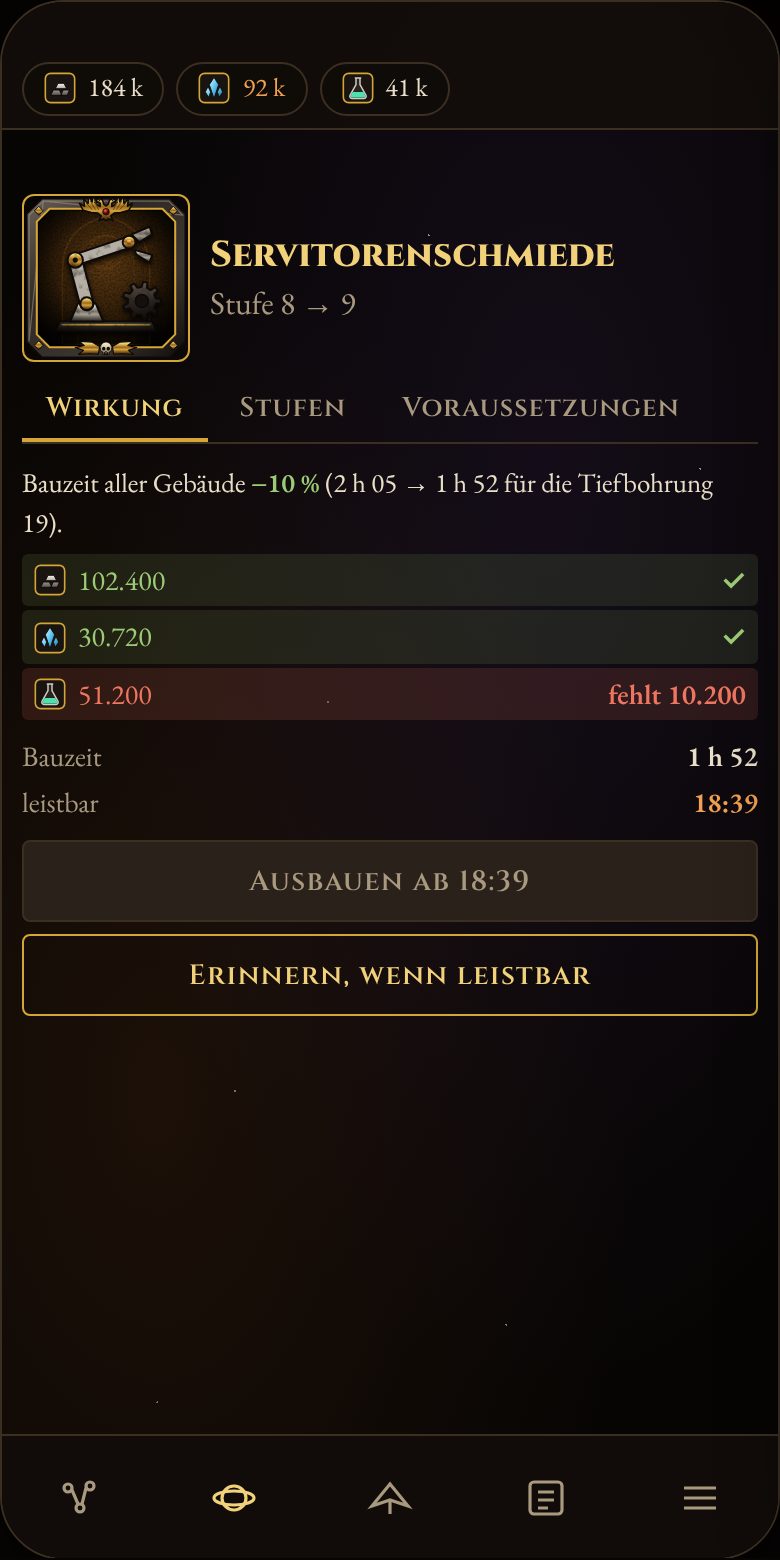 184 k 92 k 41 k
Servitorenschmiede
Stufe 8 → 9
Wirkung Stufen Voraussetzungen
Bauzeit aller Gebäude −10 % (2 h 05 → 1 h 52 für die Tiefbohrung
19).
102.400
30.720
51.200 fehlt 10.200
Bauzeit 1 h 52
leistbar 18:39
Ausbauen ab 18:39
Erinnern, wenn leistbar